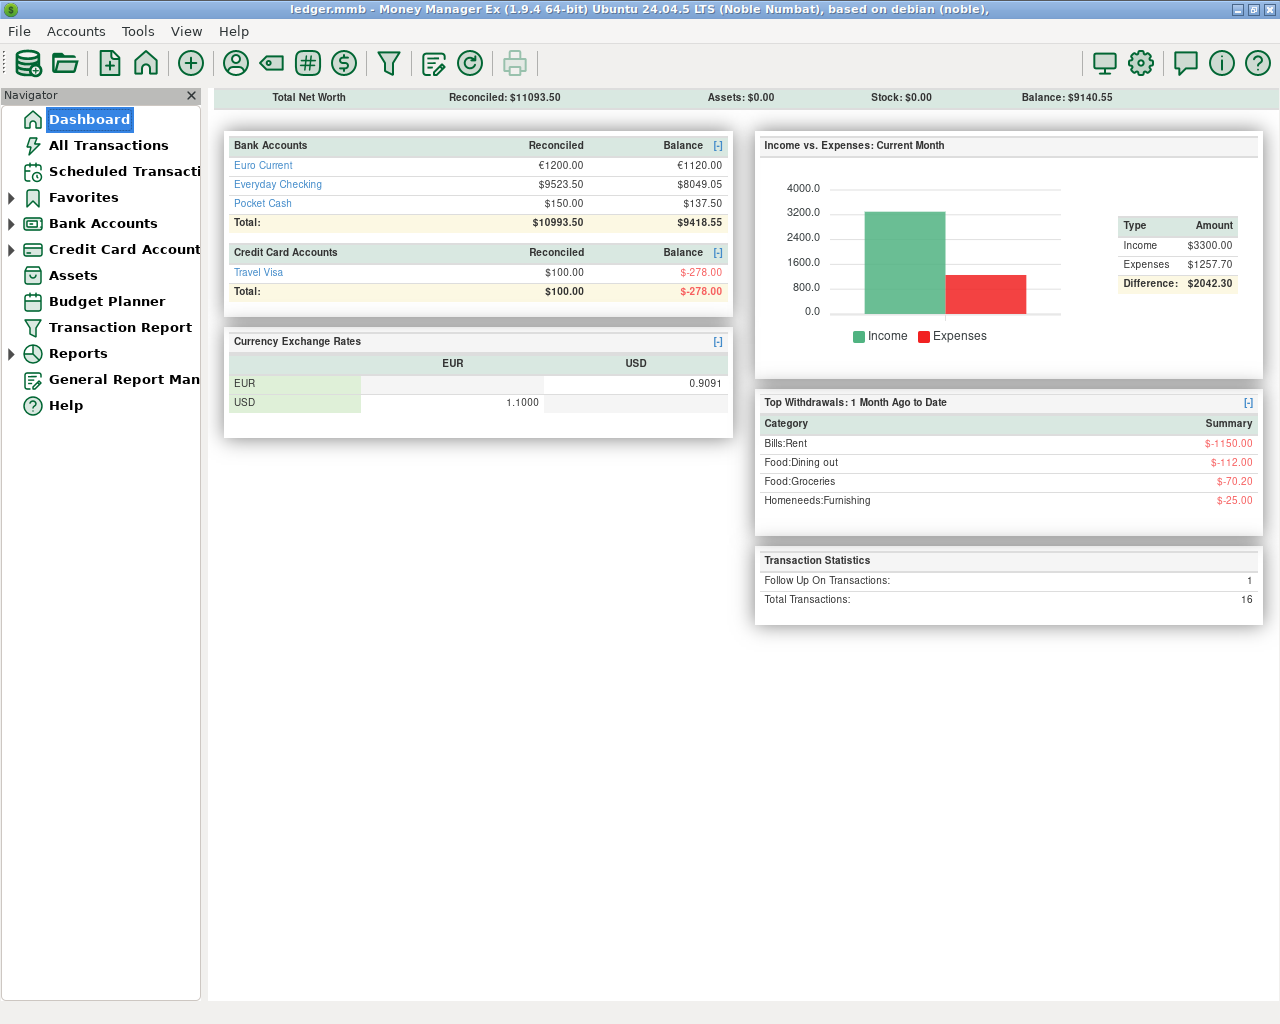 ledger.mmb - Money Manager Ex (1.9.4 64-bit) Ubuntu 24.04.5 LTS (Noble Numbat), based on debian (noble),
File Accounts Tools View Help
Navigator
Dashboard
All Transactions
Scheduled Transacti
Favorites
Bank Accounts
Credit Card Account
Assets
Budget Planner
Transaction Report
Reports
General Report Man
Help
Total Net Worth Reconciled: $11093.50 Assets: $0.00 Stock: $0.00 Balance: $9140.55
Bank Accounts Reconciled Balance [-]
Euro Current €1200.00 €1120.00
Everyday Checking $9523.50 $8049.05
Pocket Cash $150.00 $137.50
Total: $10993.50 $9418.55
Credit Card Accounts Reconciled Balance [-]
Travel Visa $100.00 $-278.00
Total: $100.00 $-278.00
Currency Exchange Rates [-]
EUR USD
EUR 0.9091
USD 1.1000
Income vs. Expenses: Current Month
4000.0
3200.0
2400.0
1600.0
800.0
0.0
Income Expenses
Type Amount
Income $3300.00
Expenses $1257.70
Difference: $2042.30
Top Withdrawals: 1 Month Ago to Date [-]
Category Summary
Bills:Rent $-1150.00
Food:Dining out $-112.00
Food:Groceries $-70.20
Homeneeds:Furnishing $-25.00
Transaction Statistics
Follow Up On Transactions: 1
Total Transactions: 16